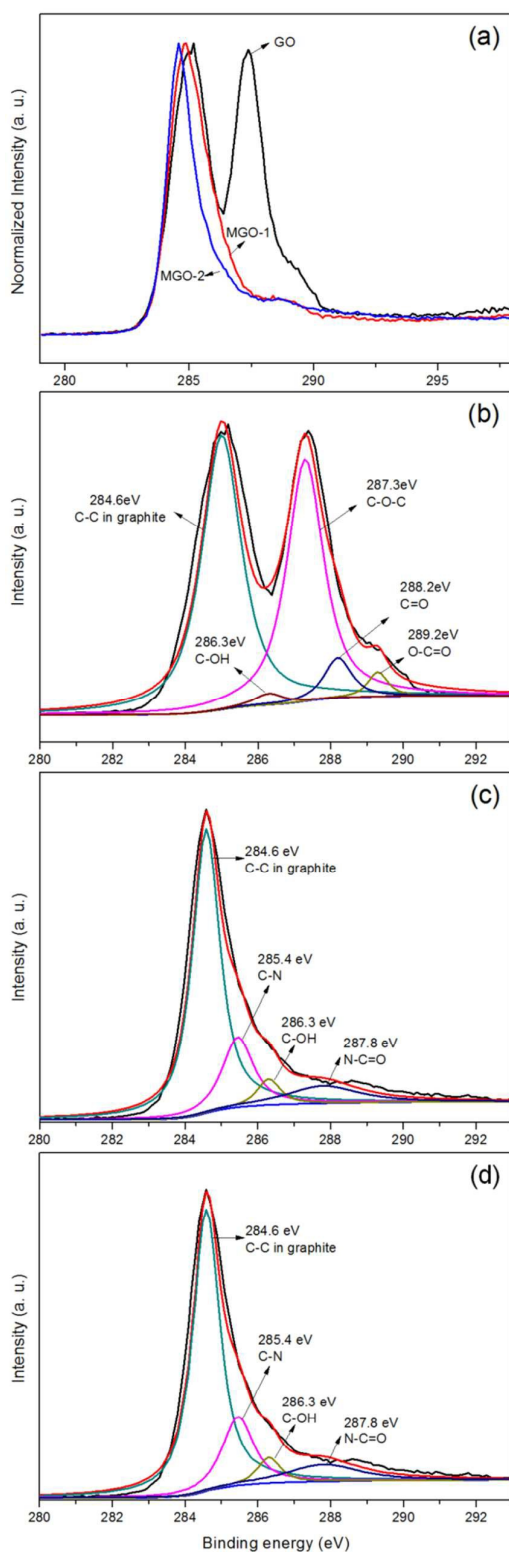 (a)
GO
MGO-1
MGO-2
Noormalized Intensity (a. u.)
280 285 290 295
(b)
284.6eV
C-C in graphite
287.3eV
C-O-C
288.2eV
C=O
286.3eV
C-OH
289.2eV
O-C=O
Intensity (a. u.)
280 282 284 286 288 290 292
(c)
284.6 eV
C-C in graphite
285.4 eV
C-N
286.3 eV
C-OH
287.8 eV
N-C=O
Intensity (a. u.)
280 282 284 286 288 290 292
(d)
284.6 eV
C-C in graphite
285.4 eV
C-N
286.3 eV
C-OH
287.8 eV
N-C=O
Intensity (a. u.)
280 282 284 286 288 290 292
Binding energy (eV)